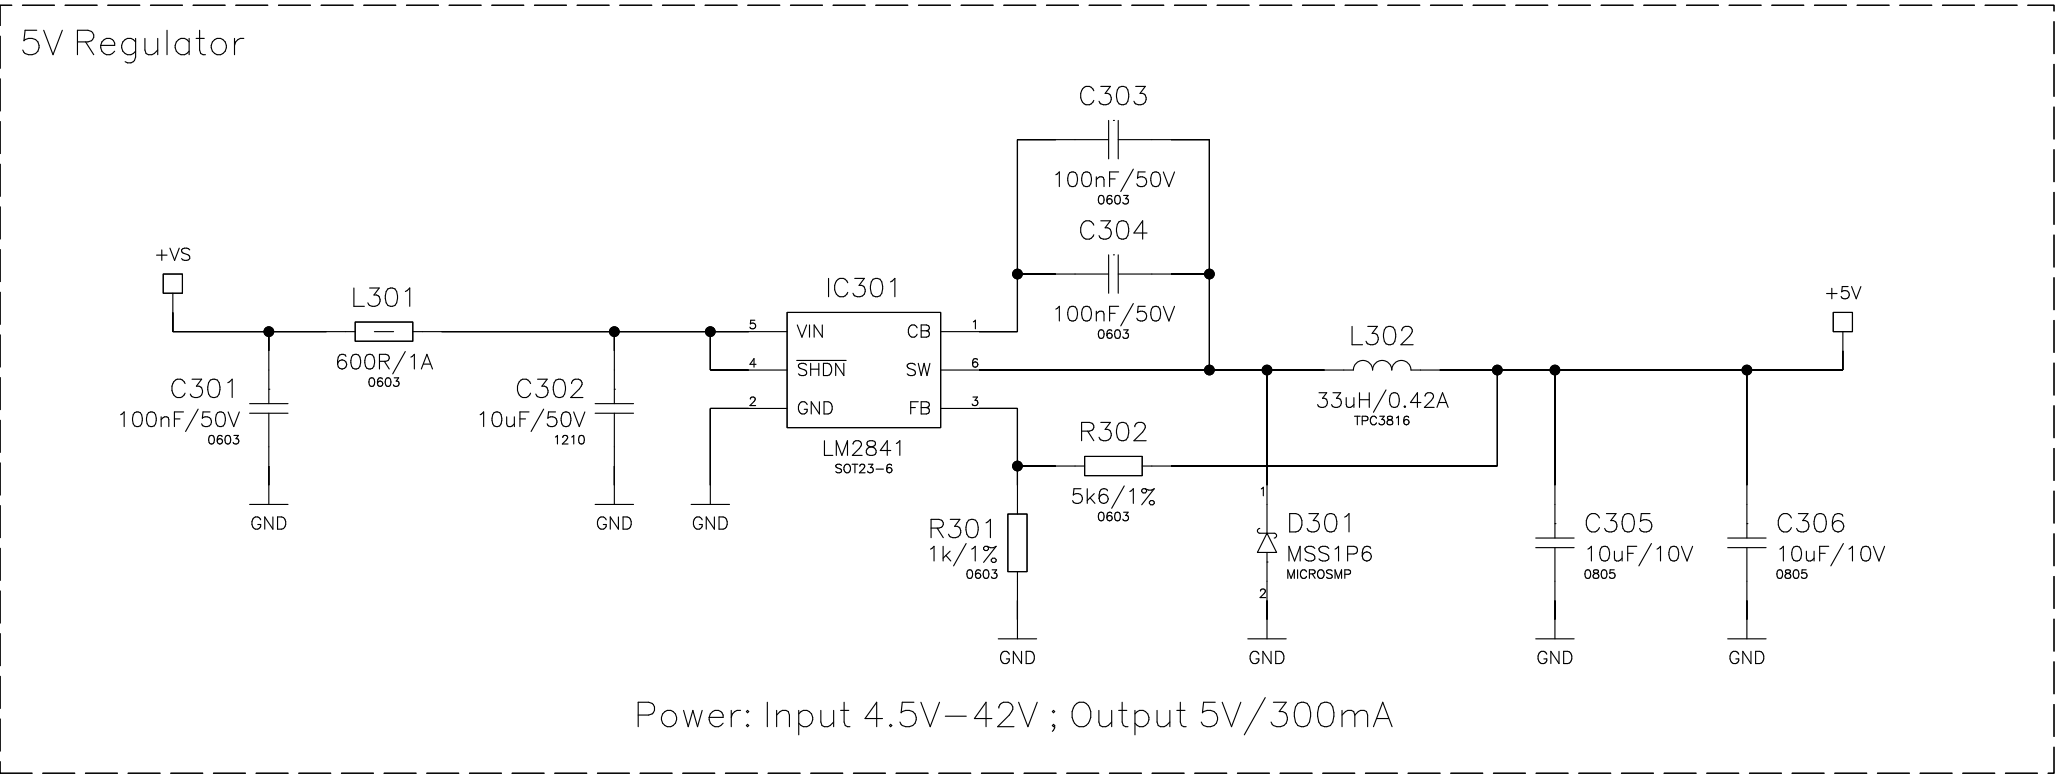 5V Regulator
C303
100nF/50V
0603
C304
100nF/50V
0603
+VS
L301
600R/1A
0603
C301
100nF/50V
0603
C302
10uF/50V
1210
GND
GND
GND
IC301
5 VIN CB 1
4 SHDN SW 6
2 GND FB 3
LM2841
SOT23-6
L302
33uH/0.42A
TPC3816
+5V
R302
5k6/1%
0603
R301
1k/1%
0603
1
D301
MSS1P6
MICROSMP
2
C305
10uF/10V
0805
C306
10uF/10V
0805
GND
GND
GND
GND
Power: Input 4.5V-42V ; Output 5V/300mA